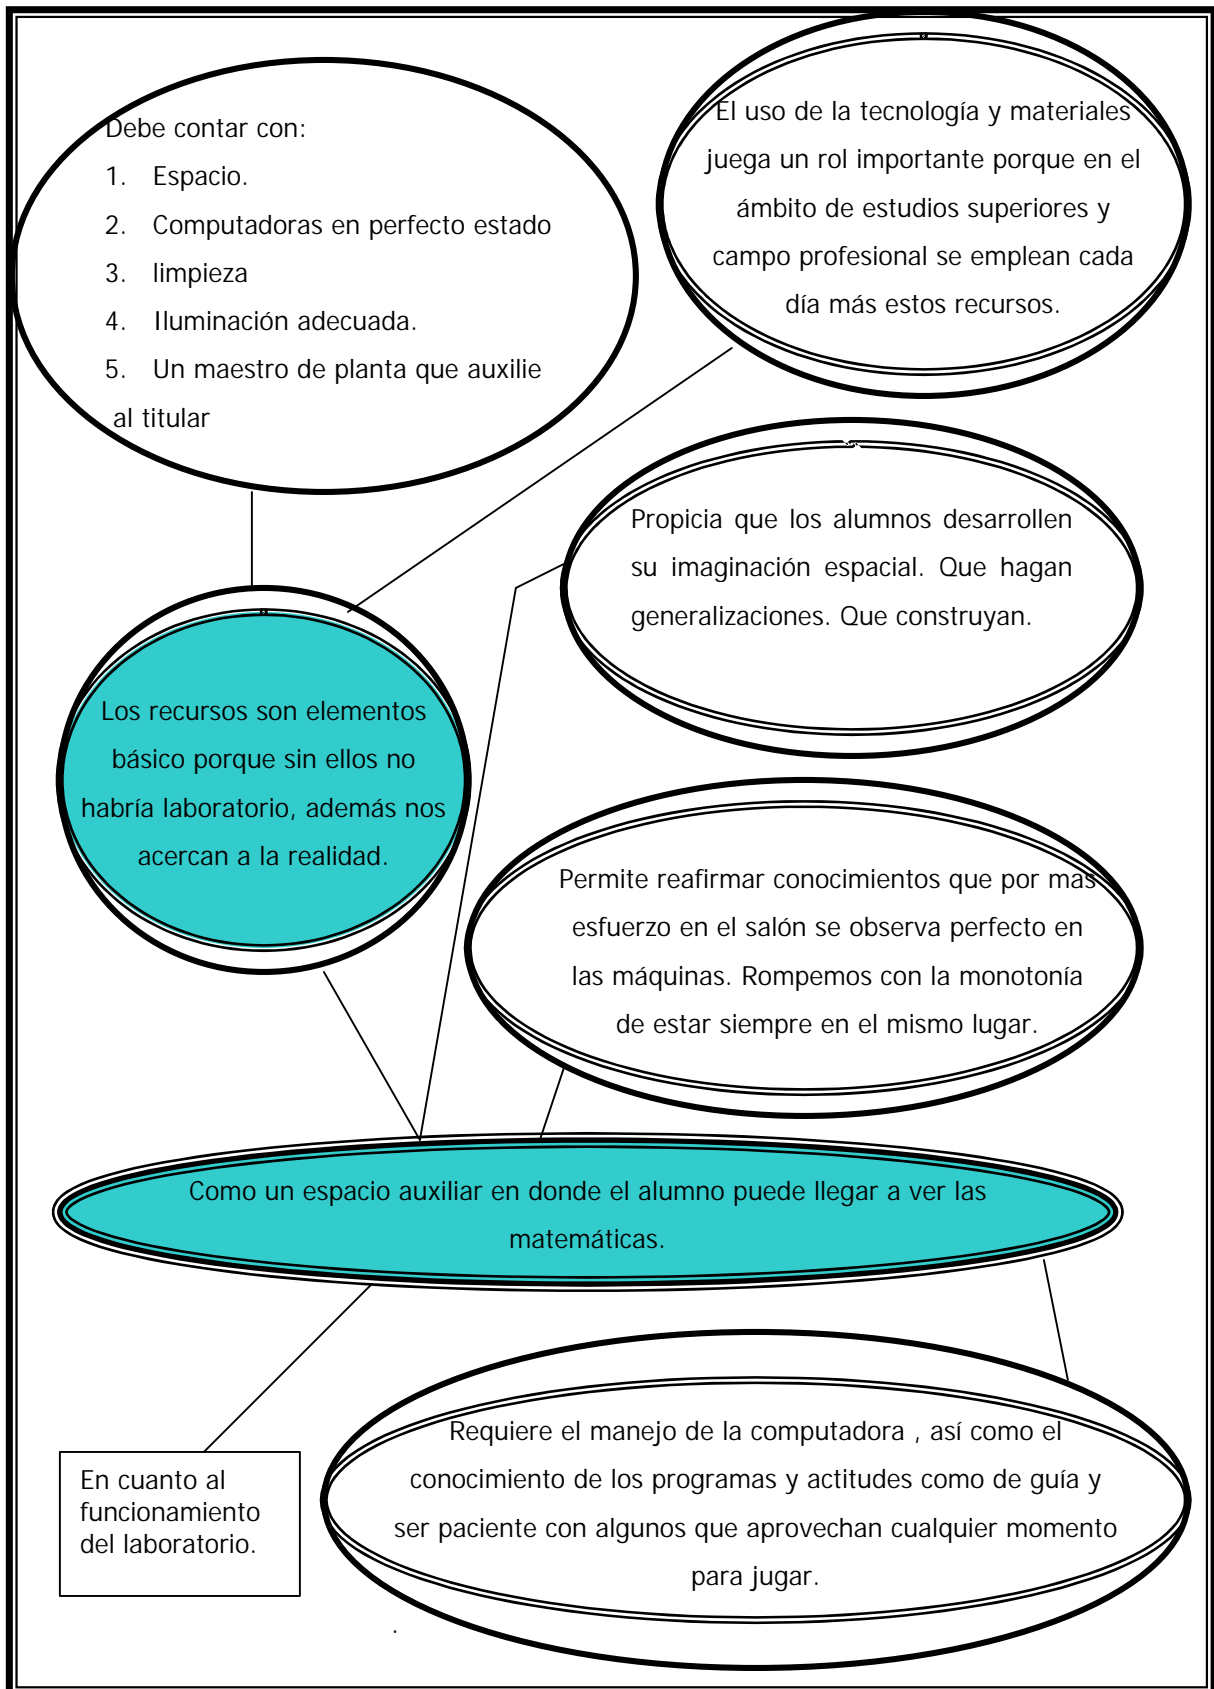 Debe contar con:
1. Espacio.
2. Computadoras en perfecto estado
3. limpieza
4. Iluminación adecuada.
5. Un maestro de planta que auxilie
al titular
El uso de la tecnología y materiales
juega un rol importante porque en el
ámbito de estudios superiores y
campo profesional se emplean cada
día más estos recursos.
Propicia que los alumnos desarrollen
su imaginación espacial. Que hagan
generalizaciones. Que construyan.
Los recursos son elementos
básico porque sin ellos no
habría laboratorio, además nos
acercan a la realidad.
Permite reafirmar conocimientos que por mas
esfuerzo en el salón se observa perfecto en
las máquinas. Rompemos con la monotonía
de estar siempre en el mismo lugar.
Como un espacio auxiliar en donde el alumno puede llegar a ver las
matemáticas.
Requiere el manejo de la computadora , así como el
conocimiento de los programas y actitudes como de guía y
ser paciente con algunos que aprovechan cualquier momento
para jugar.
En cuanto al
funcionamiento
del laboratorio.
.